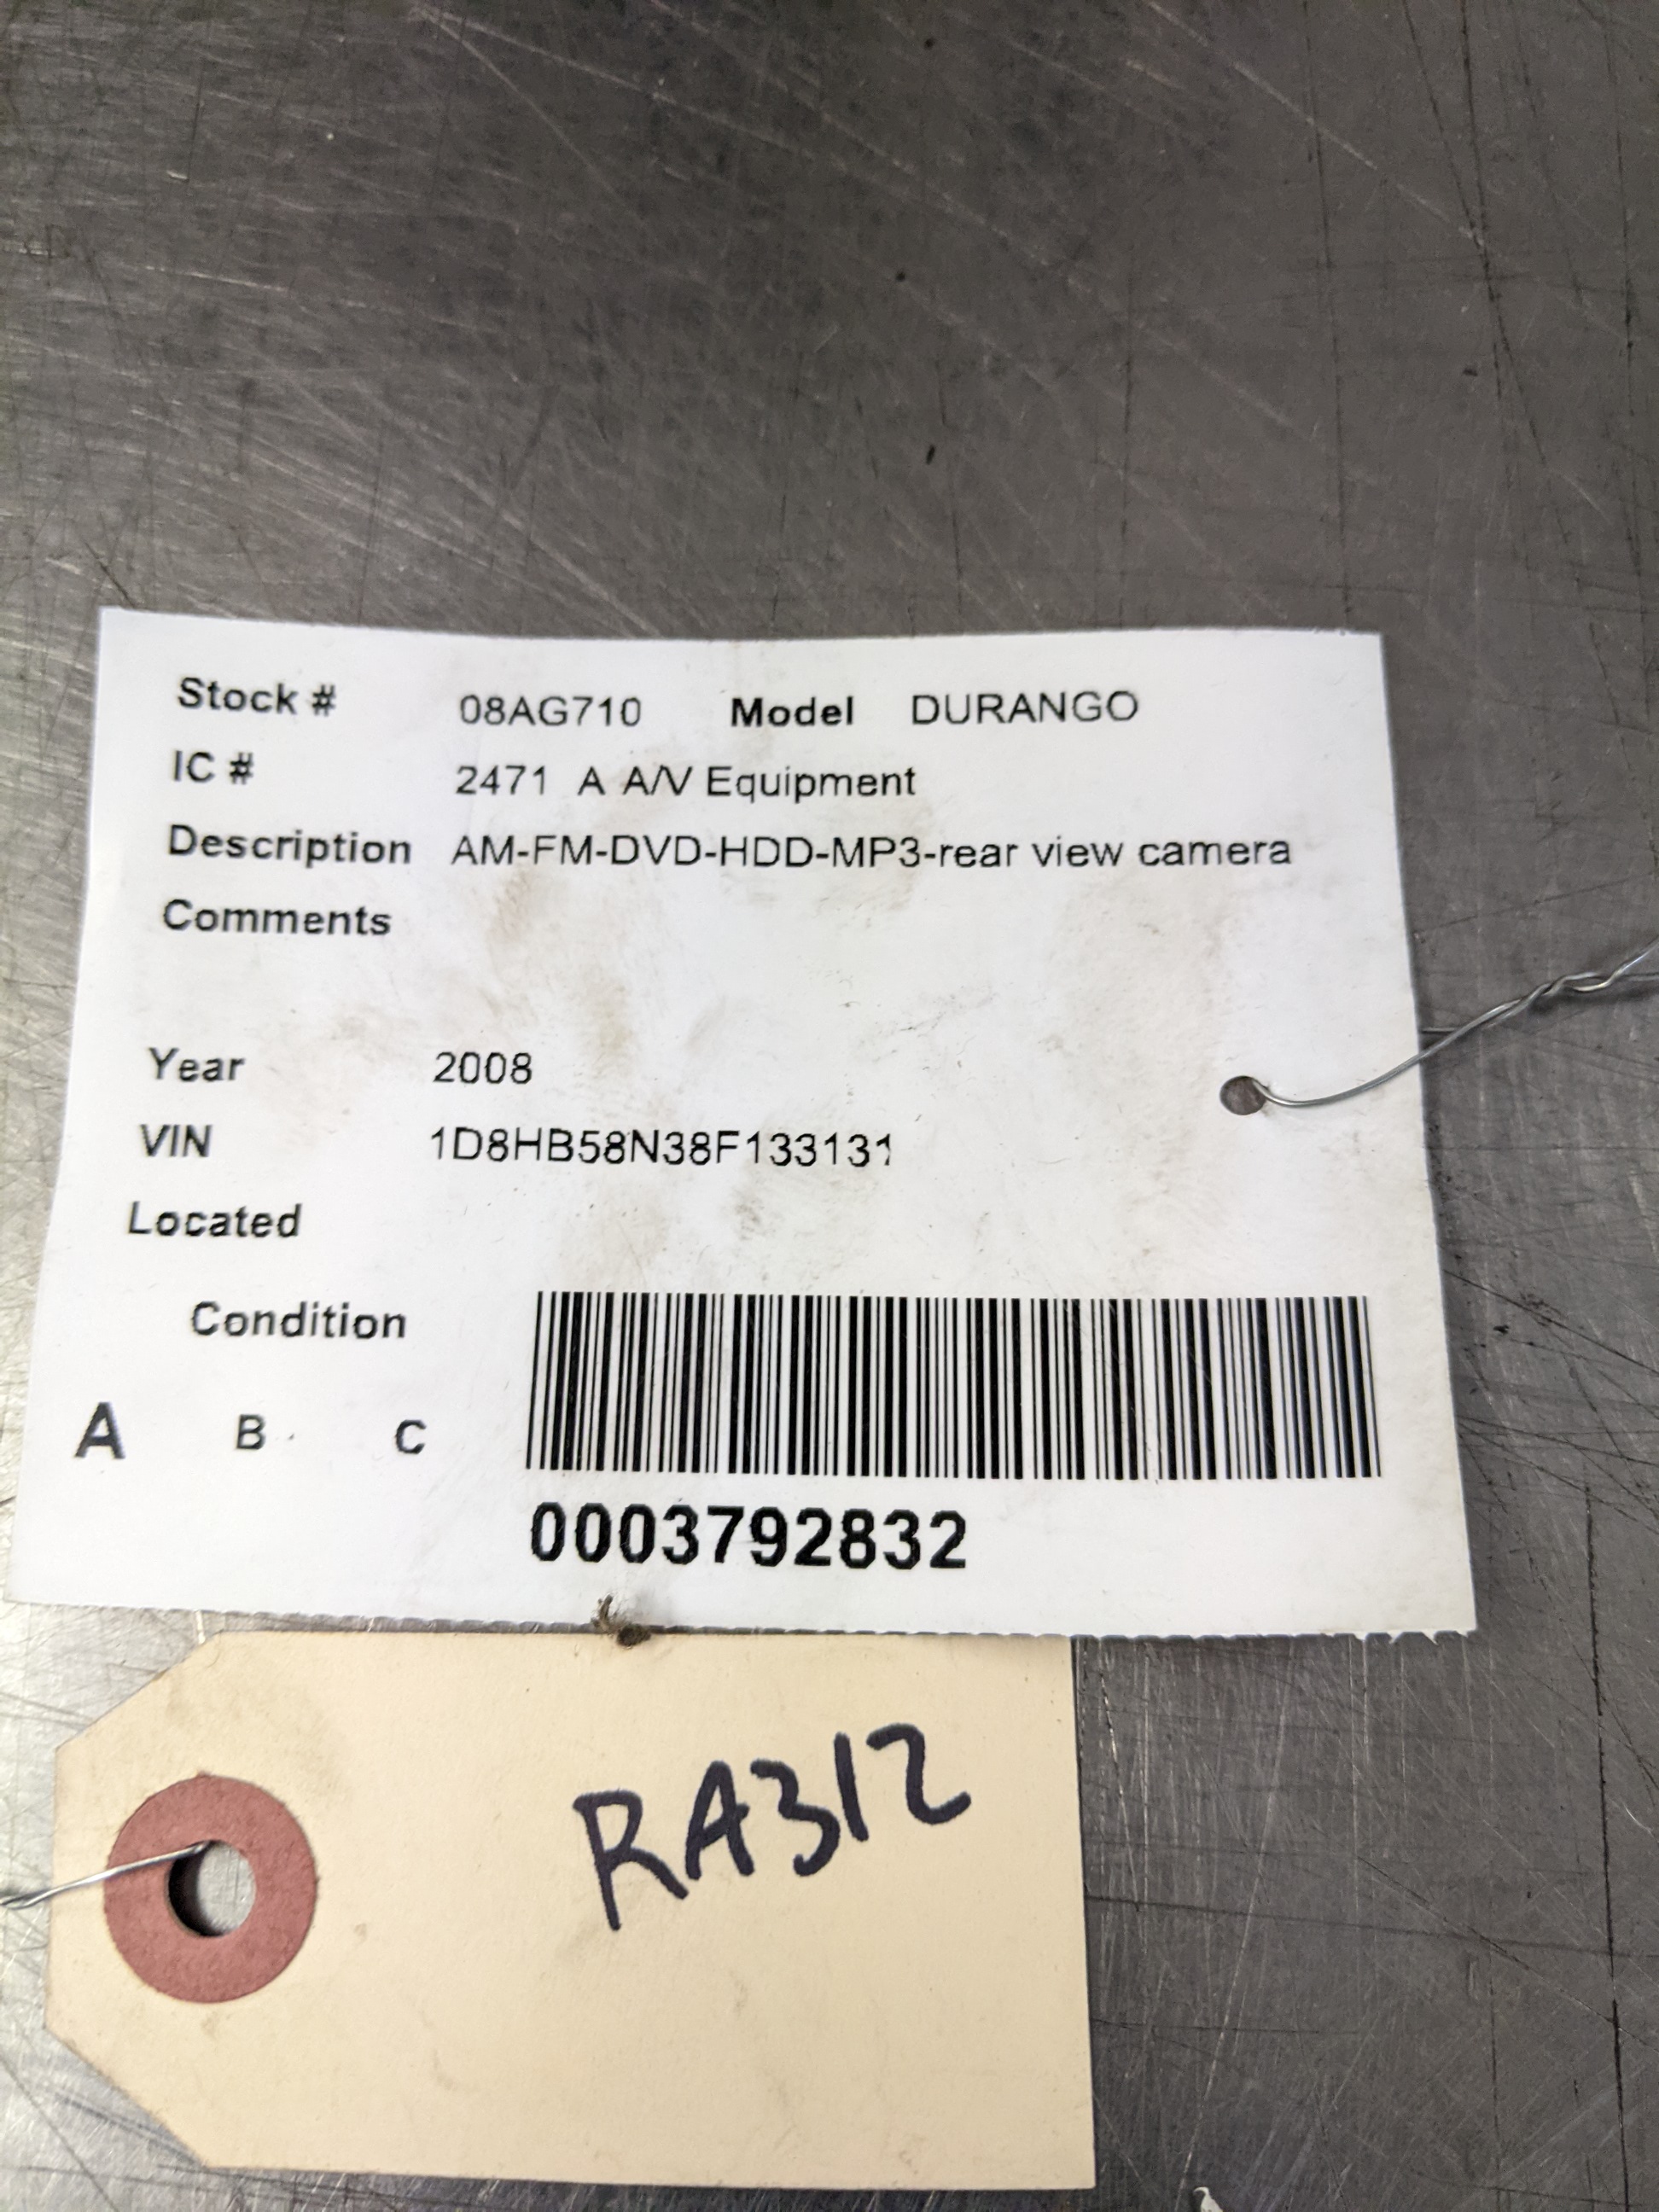 Stock # 08AG710 Model DURANGO
IC # 2471 A A/V Equipment
Description AM-FM-DVD-HDD-MP3-rear view camera
Comments
Year 2008
VIN 1D8HB58N38F133131
Located
Condition
A B C
0003792832
RA312